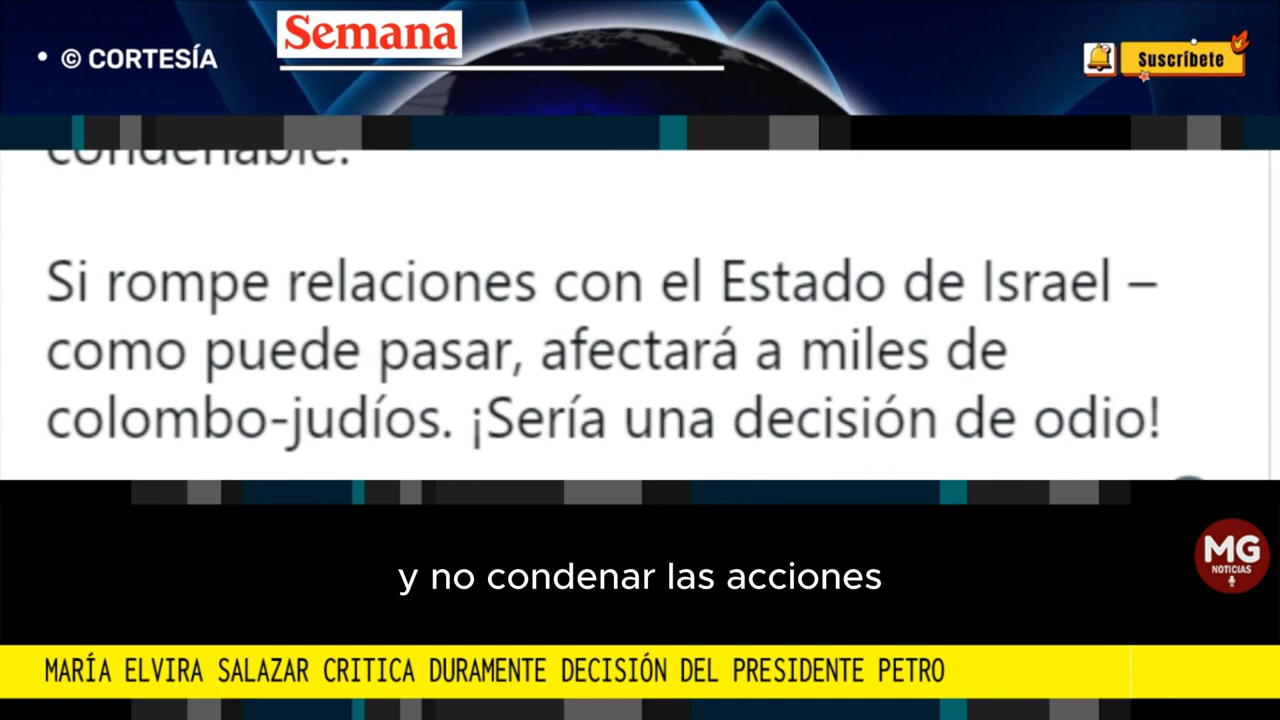 • © CORTESÍA
Semana
Suscríbete
condenable.
Si rompe relaciones con el Estado de Israel –
como puede pasar, afectará a miles de
colombo-judíos. ¡Sería una decisión de odio!
y no condenar las acciones
MG
NOTICIAS
MARÍA ELVIRA SALAZAR CRITICA DURAMENTE DECISIÓN DEL PRESIDENTE PETRO